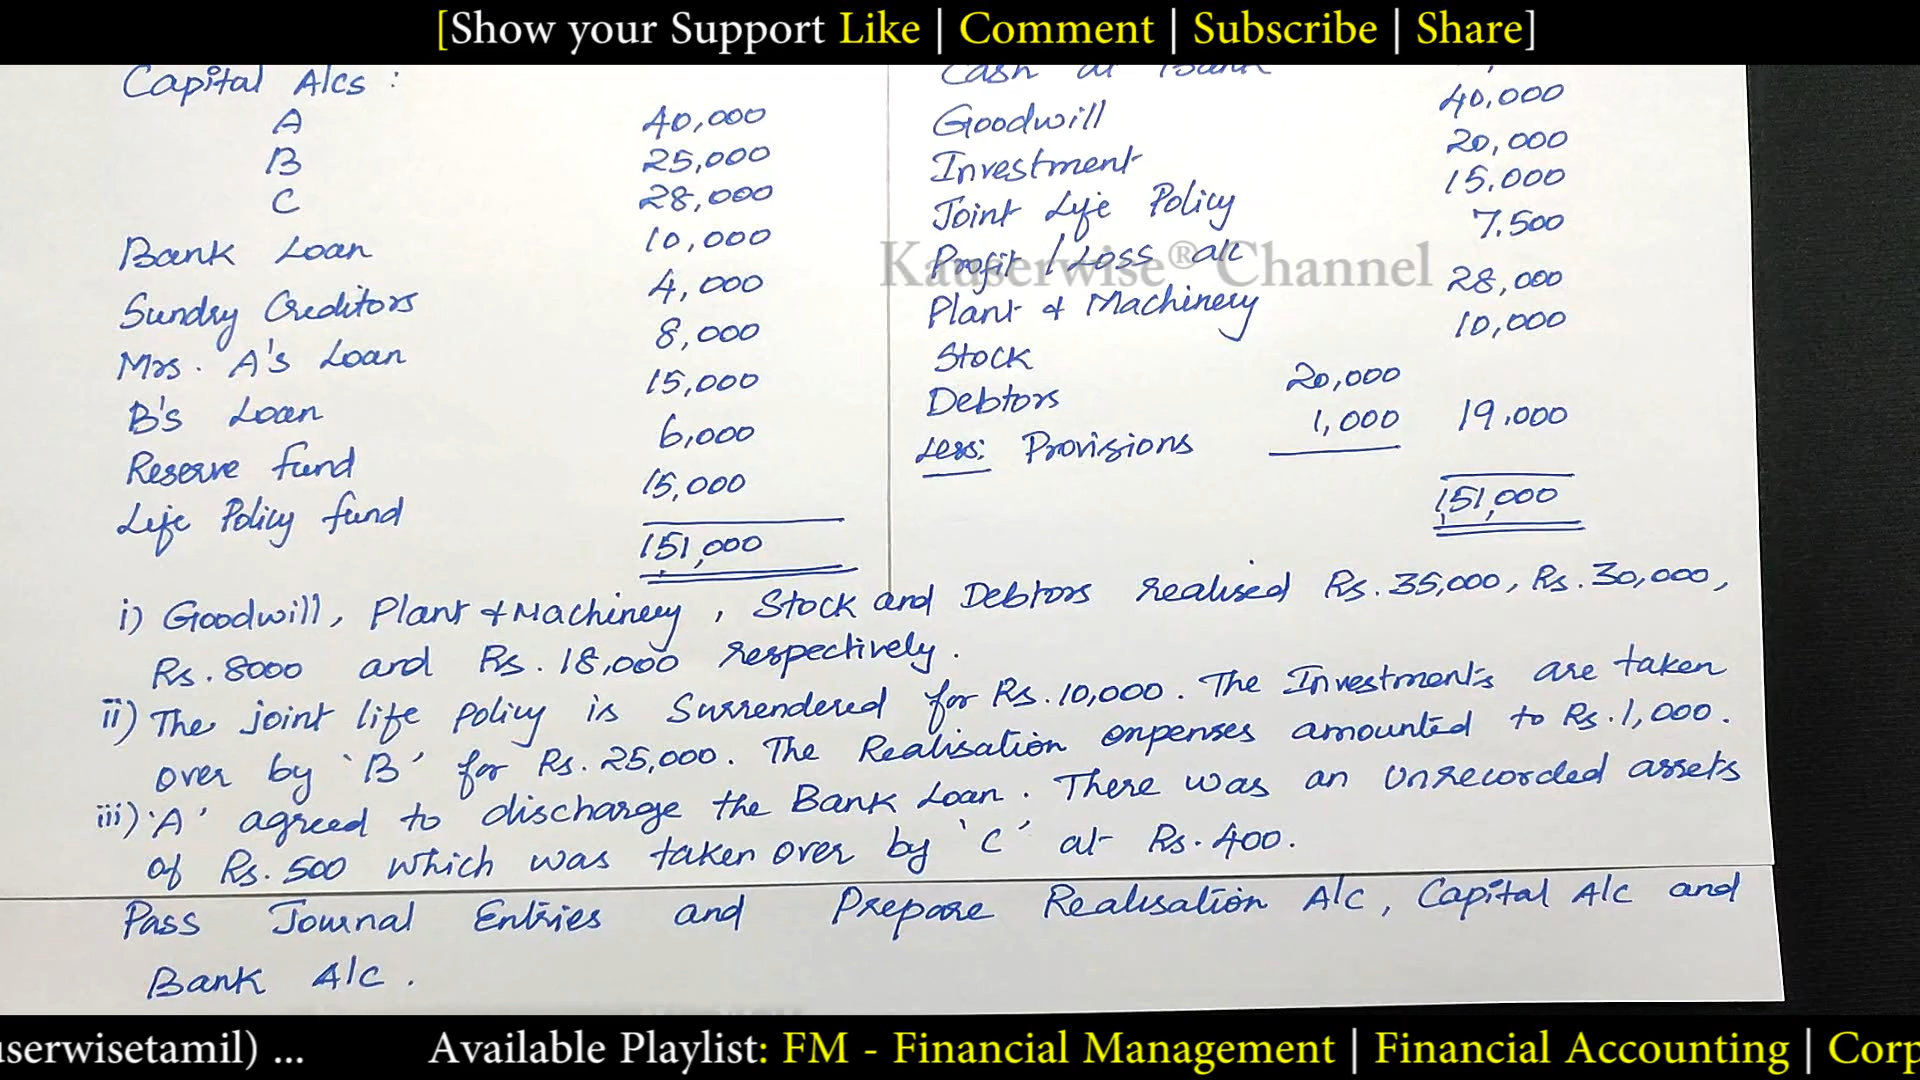 [Show your Support Like | Comment | Subscribe | Share]
Capital A/cs :
A 40,000
B 25,000
C 28,000
Bank Loan 10,000
Sundry Creditors 4,000
Mrs. A's Loan 8,000
B's Loan 15,000
Reserve fund 6,000
Life Policy fund 15,000
151,000
Cash at Bank
Goodwill 40,000
Investment 20,000
Joint Life Policy 15,000
Profit / Loss a/c 7,500
Plant & Machinery 28,000
Stock 10,000
Debtors 20,000
Less: Provisions 1,000 19,000
151,000
Kauserwise® Channel
i) Goodwill, Plant & Machinery, Stock and Debtors realised Rs. 35,000, Rs. 30,000,
Rs. 8000 and Rs. 18,000 respectively.
ii) The joint life policy is Surrendered for Rs. 10,000. The Investments are taken
over by 'B' for Rs. 25,000. The Realisation expenses amounted to Rs. 1,000.
iii) 'A' agreed to discharge the Bank Loan. There was an unrecorded assets
of Rs. 500 which was taken over by 'C' at Rs. 400.
Pass Journal Entries and Prepare Realisation A/c, Capital A/c and
Bank A/c.
userwisetamil) ... Available Playlist: FM - Financial Management | Financial Accounting | Corp